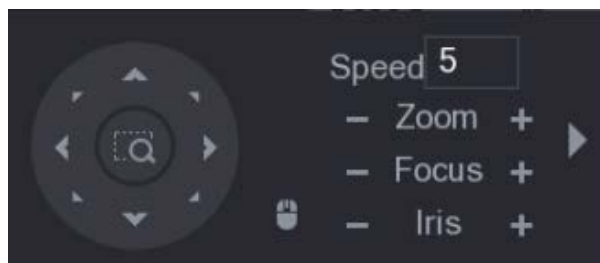 Speed 5
− Zoom +
− Focus +
− Iris +